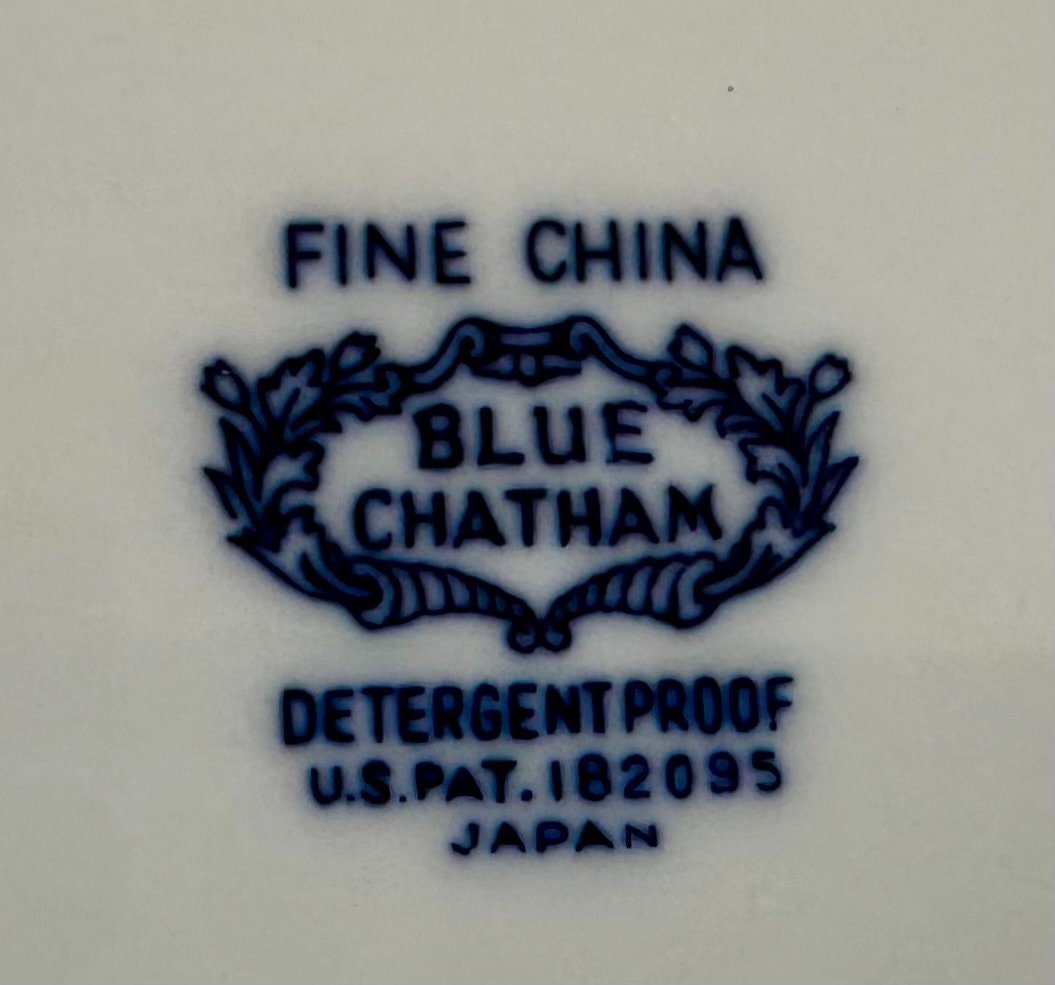 FINE CHINA
BLUE
CHATHAM
DETERGENT PROOF
U.S. PAT. 182095
JAPAN